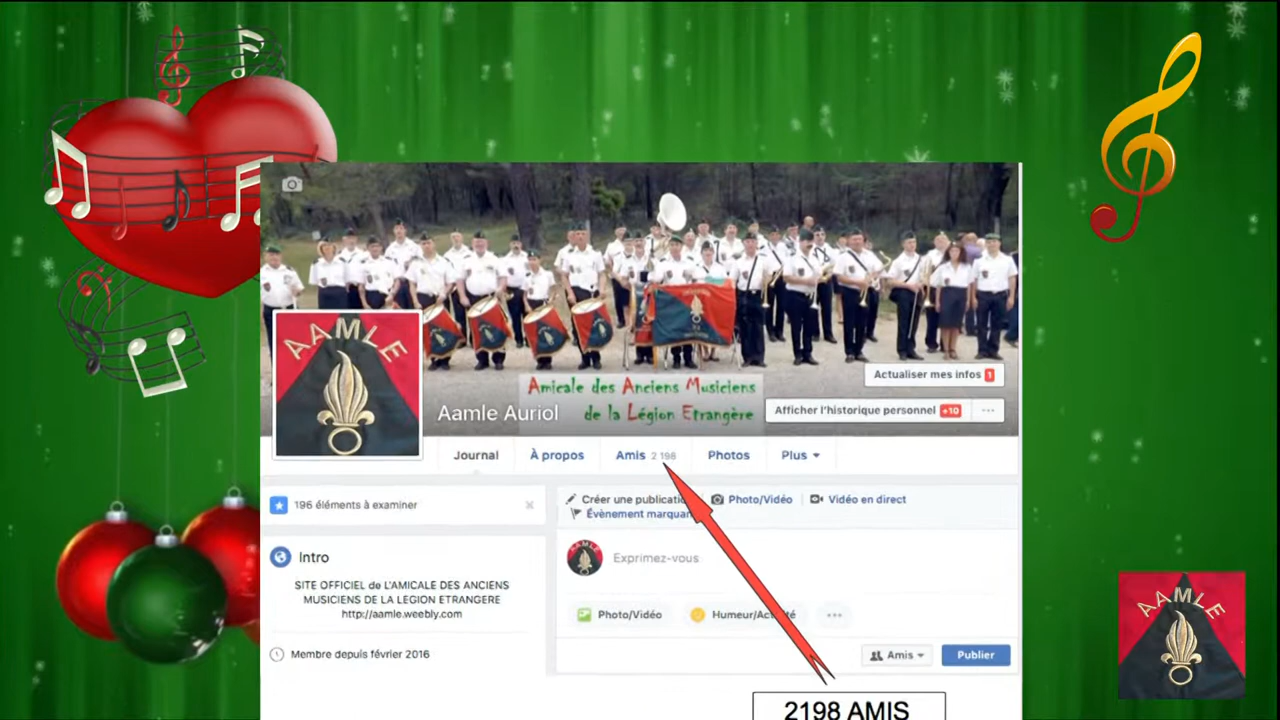 AAMLE
Amicale des Anciens Musiciens
de la Légion Etrangère
Actualiser mes infos 1
Aamle Auriol
Afficher l'historique personnel +10 ...
Journal À propos Amis 2 198 Photos Plus
196 éléments à examiner
Créer une publication Photo/Vidéo Vidéo en direct
Évènement marquan
Intro
SITE OFFICIEL de L'AMICALE DES ANCIENS
MUSICIENS DE LA LEGION ETRANGERE
http://aamle.weebly.com
Membre depuis février 2016
Exprimez-vous
Photo/Vidéo Humeur/Activité ...
Amis Publier
2198 AMIS
AAMLE